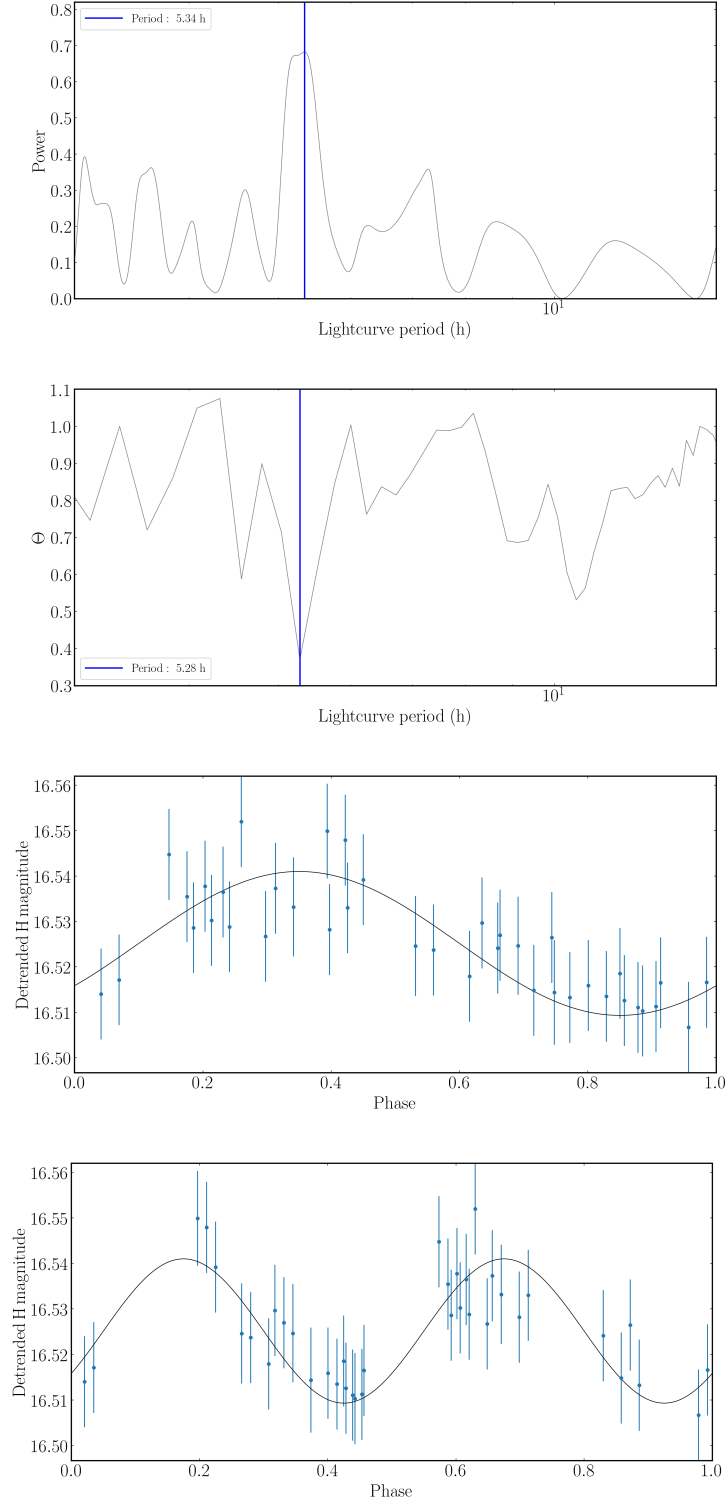 0.8
Period :  5.34 h
0.7
0.6
0.5
Power
0.4
0.3
0.2
0.1
0.0
10^1
Lightcurve period (h)
1.1
1.0
0.9
0.8
0.7
Θ
0.6
0.5
0.4
Period :  5.28 h
0.3
10^1
Lightcurve period (h)
16.56
16.55
16.54
Detrended H magnitude
16.53
16.52
16.51
16.50
0.0 0.2 0.4 0.6 0.8 1.0
Phase
16.56
16.55
16.54
Detrended H magnitude
16.53
16.52
16.51
16.50
0.0 0.2 0.4 0.6 0.8 1.0
Phase